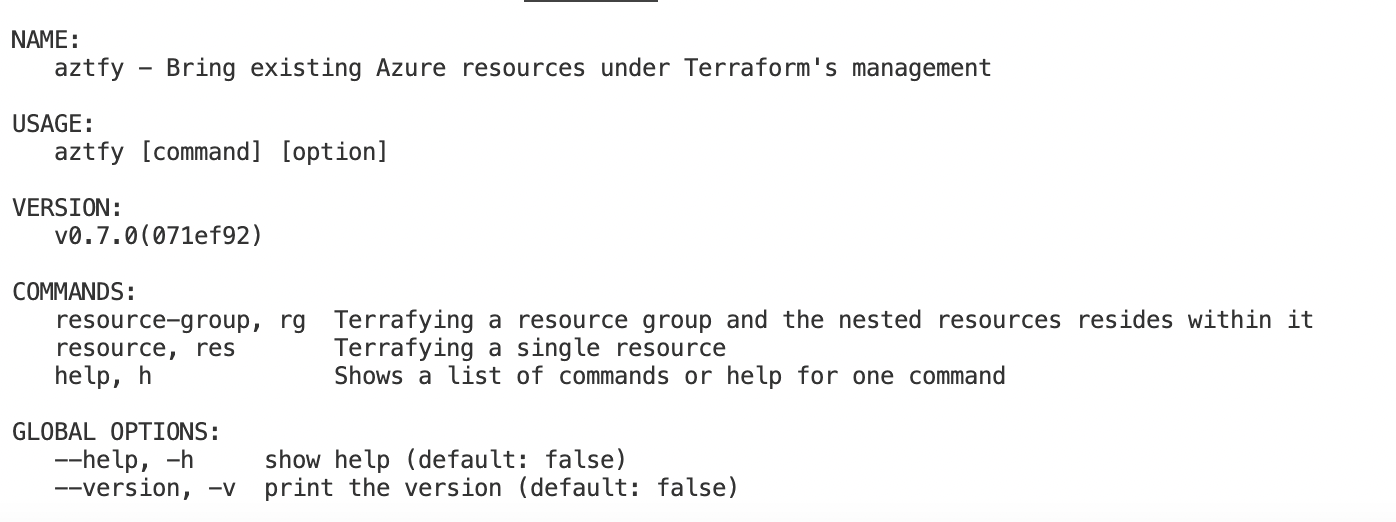 NAME:
   aztfy - Bring existing Azure resources under Terraform's management

USAGE:
   aztfy [command] [option]

VERSION:
   v0.7.0(071ef92)

COMMANDS:
   resource-group, rg  Terrafying a resource group and the nested resources resides within it
   resource, res       Terrafying a single resource
   help, h             Shows a list of commands or help for one command

GLOBAL OPTIONS:
   --help, -h     show help (default: false)
   --version, -v  print the version (default: false)